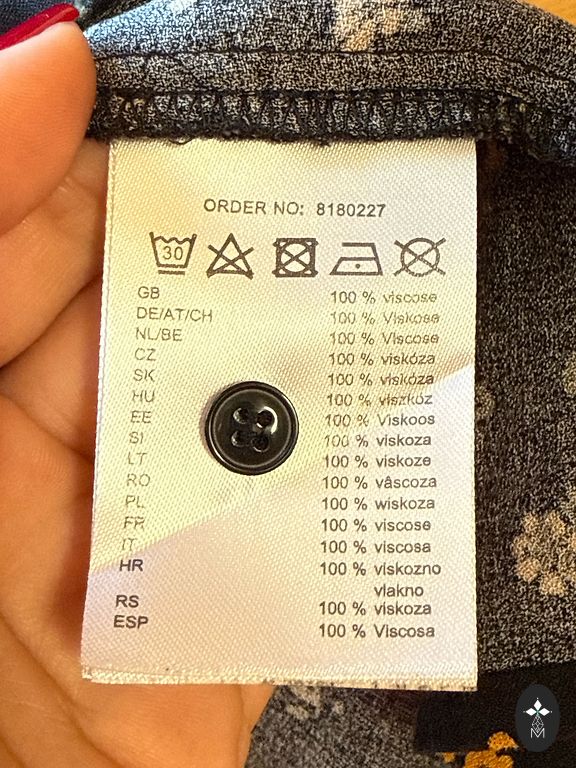 ORDER NO: 8180227
30
GB 100 % viscose
DE/AT/CH 100 % Viskose
NL/BE 100 % Viscose
CZ 100 % viskóza
SK 100 % viskóza
HU 100 % viszkóz
EE 100 % Viskoos
SI 100 % viskoza
LT 100 % viskoze
RO 100 % vâscoza
PL 100 % wiskoza
FR 100 % viscose
IT 100 % viscosa
HR 100 % viskozno
vlakno
RS 100 % viskoza
ESP 100 % Viscosa